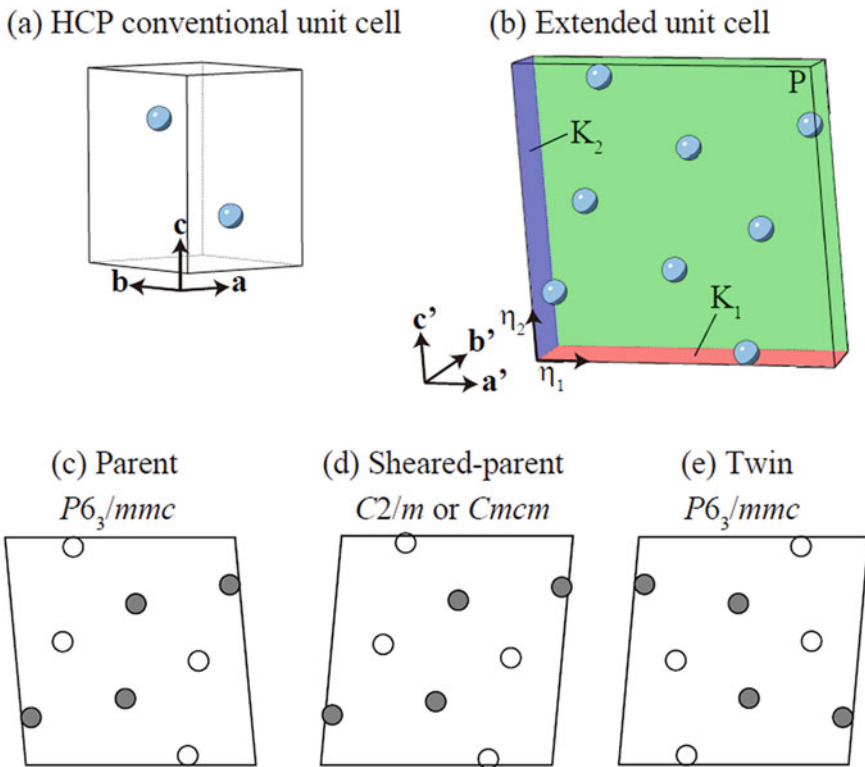 (a) HCP conventional unit cell
(b) Extended unit cell
c
b
a
P
K₂
K₁
η₂
η₁
c’
b’
a’
(c) Parent
P6₃/mmc
(d) Sheared-parent
C2/m or Cmcm
(e) Twin
P6₃/mmc